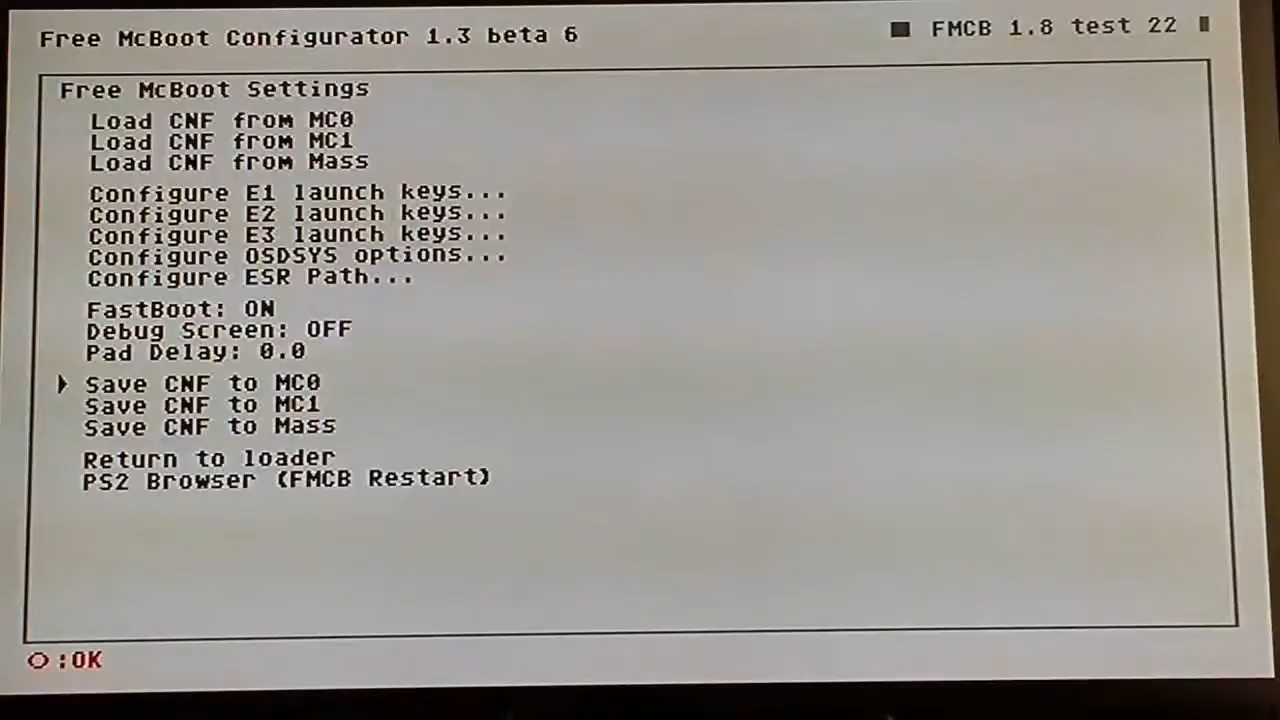 Free McBoot Configurator 1.3 beta 6
FMCB 1.8 test 22
Free McBoot Settings
Load CNF from MC0
Load CNF from MC1
Load CNF from Mass
Configure E1 launch keys...
Configure E2 launch keys...
Configure E3 launch keys...
Configure OSDSYS options...
Configure ESR Path...
FastBoot: ON
Debug Screen: OFF
Pad Delay: 0.0
Save CNF to MC0
Save CNF to MC1
Save CNF to Mass
Return to loader
PS2 Browser (FMCB Restart)
O:OK